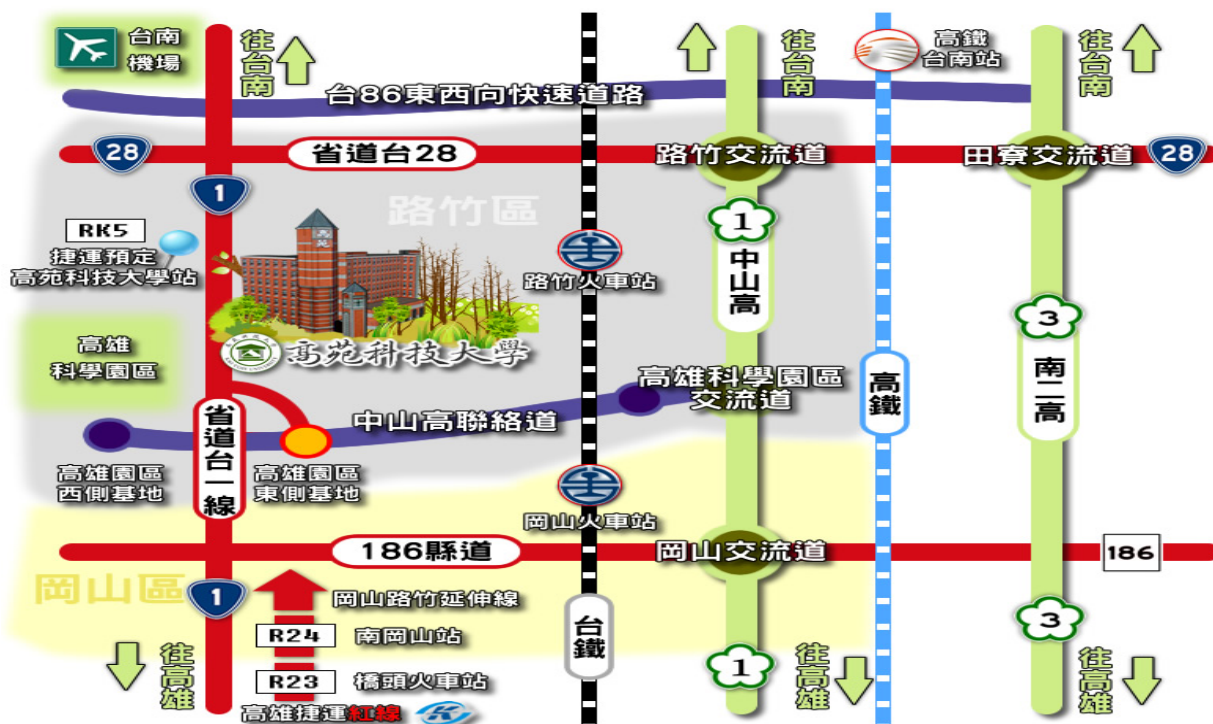 台南
機場
往台南
往台南
高鐵
台南站
往台南
台86東西向快速道路
28
省道台28
路竹交流道
田寮交流道
28
1
路竹區
1
中山高
RK5
捷運預定
高苑科技大學站
路竹火車站
3
南二高
高雄
科學園區
高苑科技大學
高雄科學園區
交流道
高鐵
省道台一線
中山高聯絡道
高雄園區
西側基地
高雄園區
東側基地
岡山火車站
186縣道
岡山交流道
186
岡山區
1
岡山路竹延伸線
R24
南岡山站
台鐵
3
往高雄
R23
橋頭火車站
1
往高雄
往高雄
高雄捷運紅線